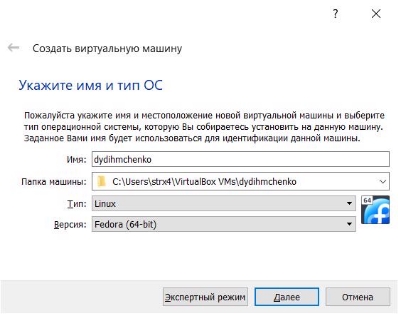 ?
Создать виртуальную машину
Укажите имя и тип ОС
Пожалуйста укажите имя и местоположение новой виртуальной машины и выберите
тип операционной системы, которую Вы собираетесь установить на данную машину.
Заданное Вами имя будет использоваться для идентификации данной машины.
Имя: dydihmchenko
Папка машины: C:\Users\strx4\VirtualBox VMs\dydihmchenko
Тип: Linux
64
Версия: Fedora (64-bit)
Экспертный режим Далее Отмена